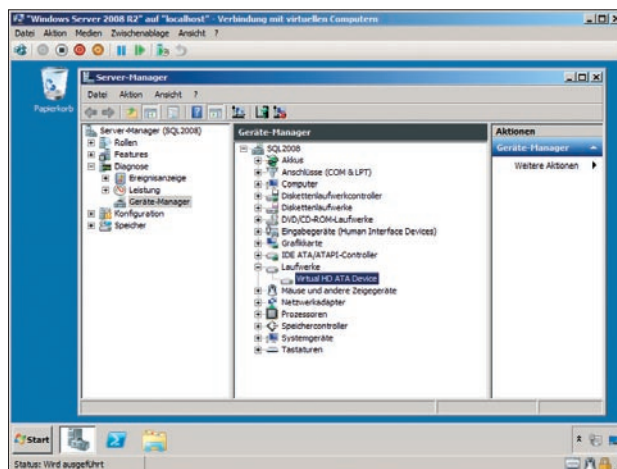 "Windows Server 2008 R2" auf "localhost" - Verbindung mit virtuellen Computern
Datei Aktion Medien Zwischenablage Ansicht ?
Papierkorb
Server-Manager
Datei Aktion Ansicht ?
Server-Manager (SQL2008)
Rollen
Features
Diagnose
Ereignisanzeige
Leistung
Geräte-Manager
Konfiguration
Speicher
Geräte-Manager
SQL2008
Akkus
Anschlüsse (COM & LPT)
Computer
Diskettenlaufwerkcontroller
Diskettenlaufwerke
DVD/CD-ROM-Laufwerke
Eingabegeräte (Human Interface Devices)
Grafikkarte
IDE ATA/ATAPI-Controller
Laufwerke
Virtual HD ATA Device
Mäuse und andere Zeigegeräte
Netzwerkadapter
Prozessoren
Speichercontroller
Systemgeräte
Tastaturen
Aktionen
Geräte-Manager
Weitere Aktionen
Start
Status: Wird ausgeführt